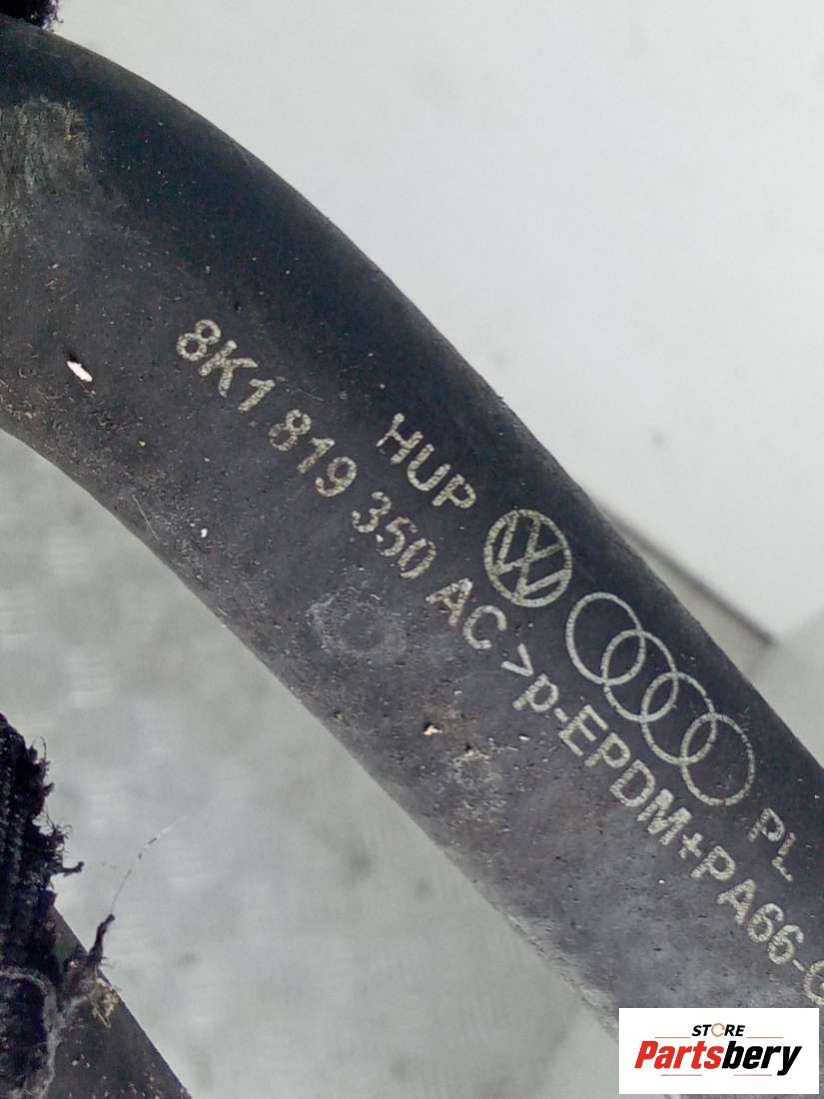 HUP PL
8K1 819 350 AC >p-EPDM+PA66-G
STORE
Partsbery